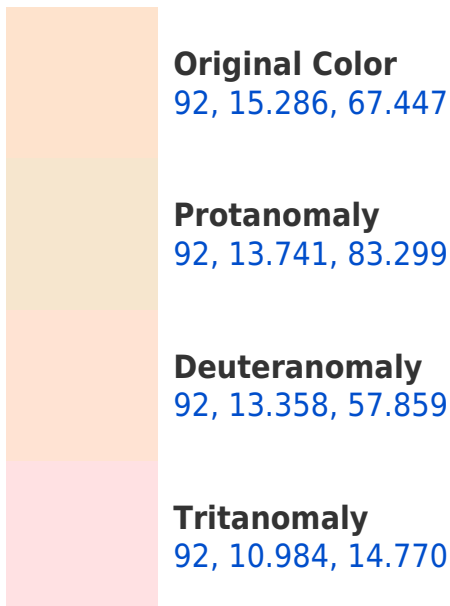 Original Color
92, 15.286, 67.447
Protanomaly
92, 13.741, 83.299
Deuteranomaly
92, 13.358, 57.859
Tritanomaly
92, 10.984, 14.770